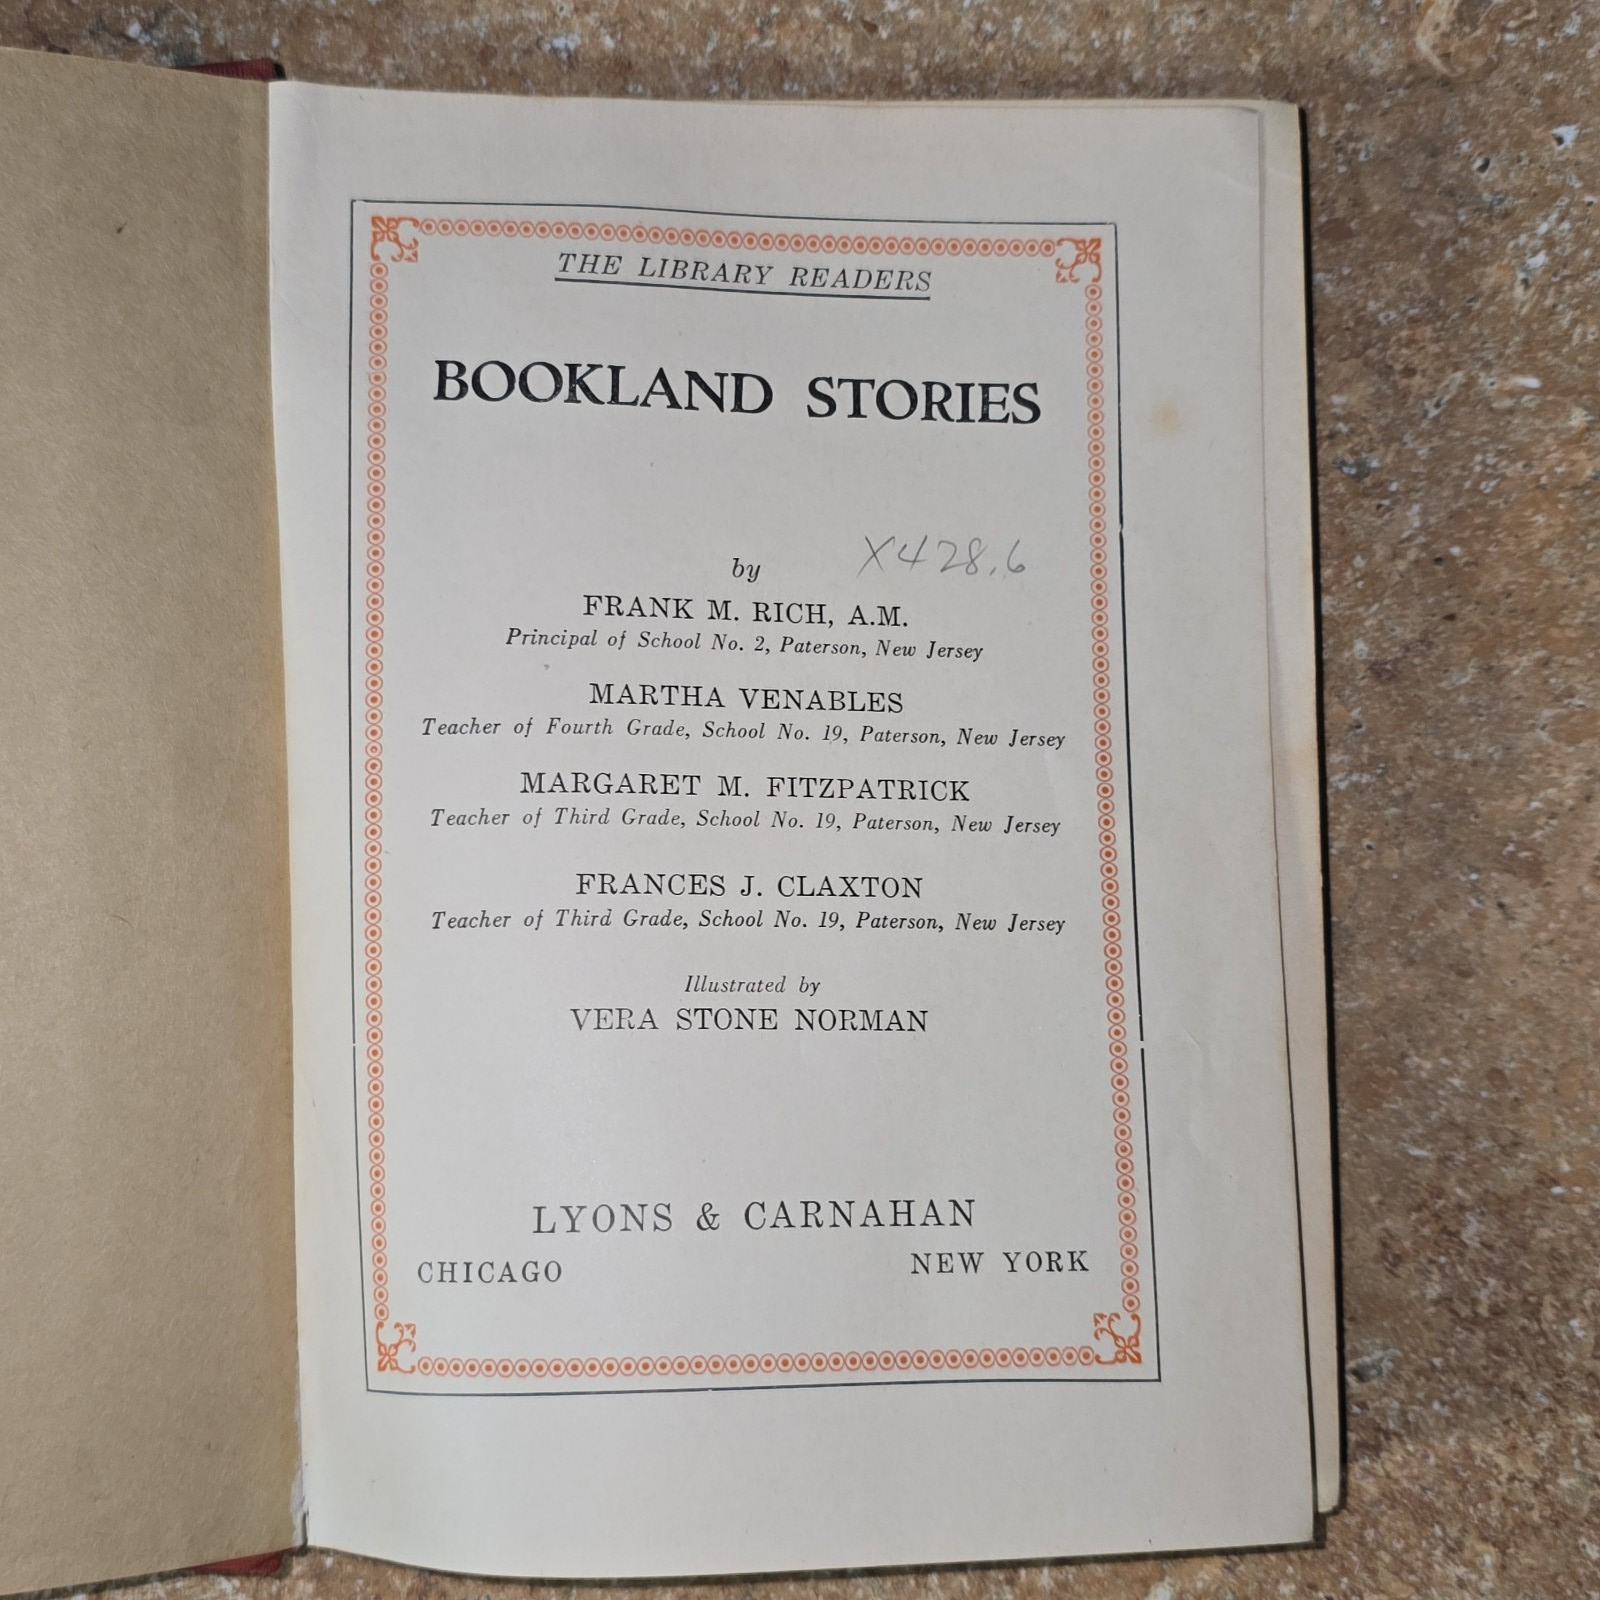 THE LIBRARY READERS
BOOKLAND STORIES
by
X428.6
FRANK M. RICH, A.M.
Principal of School No. 2, Paterson, New Jersey
MARTHA VENABLES
Teacher of Fourth Grade, School No. 19, Paterson, New Jersey
MARGARET M. FITZPATRICK
Teacher of Third Grade, School No. 19, Paterson, New Jersey
FRANCES J. CLAXTON
Teacher of Third Grade, School No. 19, Paterson, New Jersey
Illustrated by
VERA STONE NORMAN
LYONS & CARNAHAN
CHICAGO NEW YORK